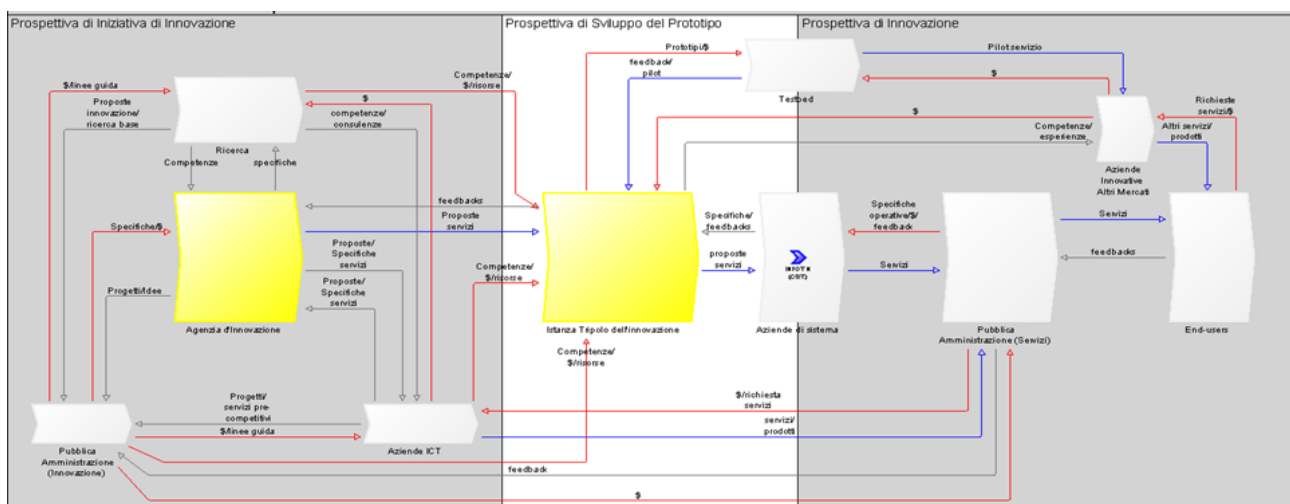 Prospettiva di Iniziativa di Innovazione
Prospettiva di Sviluppo del Prototipo
Prospettiva di Innovazione
$/linee guida
Proposte
innovazione/
ricerca base
Ricerca
Competenze
specifiche
competenze/
consulenze
$
Competenze/
$/risorse
Prototipi/$
feedback/
pilot
Testbed
Pilot servizio
$
$
Competenze/
esperienze
Richieste
servizi/$
Altri servizi/
prodotti
Aziende
Innovative
Altri Mercati
Specifiche/$
Progetti/Idee
Agenzia d'Innovazione
feedbacks
Proposte
servizi
Proposte/
Specifiche
servizi
Proposte/
Specifiche
servizi
Competenze/
$/risorse
Istanza Tripolo dell'innovazione
Competenze/
$/risorse
Specifiche/
feedbacks
proposte
servizi
Aziende di sistema
Specifiche
operative/$/
feedback
Servizi
Pubblica
Amministrazione (Servizi)
Servizi
feedbacks
End-users
Progetti/
servizi pre-
competitivi
$/linee guida
Pubblica
Amministrazione
(Innovazione)
Aziende ICT
$/richiesta
servizi
servizi/
prodotti
feedback
$